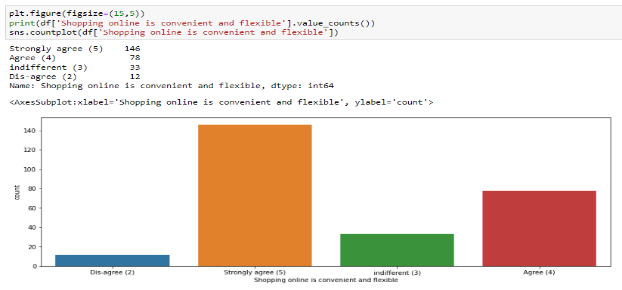 plt.figure(figsize=(15,5))
print(df['Shopping online is convenient and flexible'].value_counts())
sns.countplot(df['Shopping online is convenient and flexible'])
Strongly agree (5) 146
Agree (4) 78
indifferent (3) 33
Dis-agree (2) 12
Name: Shopping online is convenient and flexible, dtype: int64
<AxesSubplot:xlabel='Shopping online is convenient and flexible', ylabel='count'>
140
120
100
80
60
40
20
0
count
Dis-agree (2) Strongly agree (5) indifferent (3) Agree (4)
Shopping online is convenient and flexible